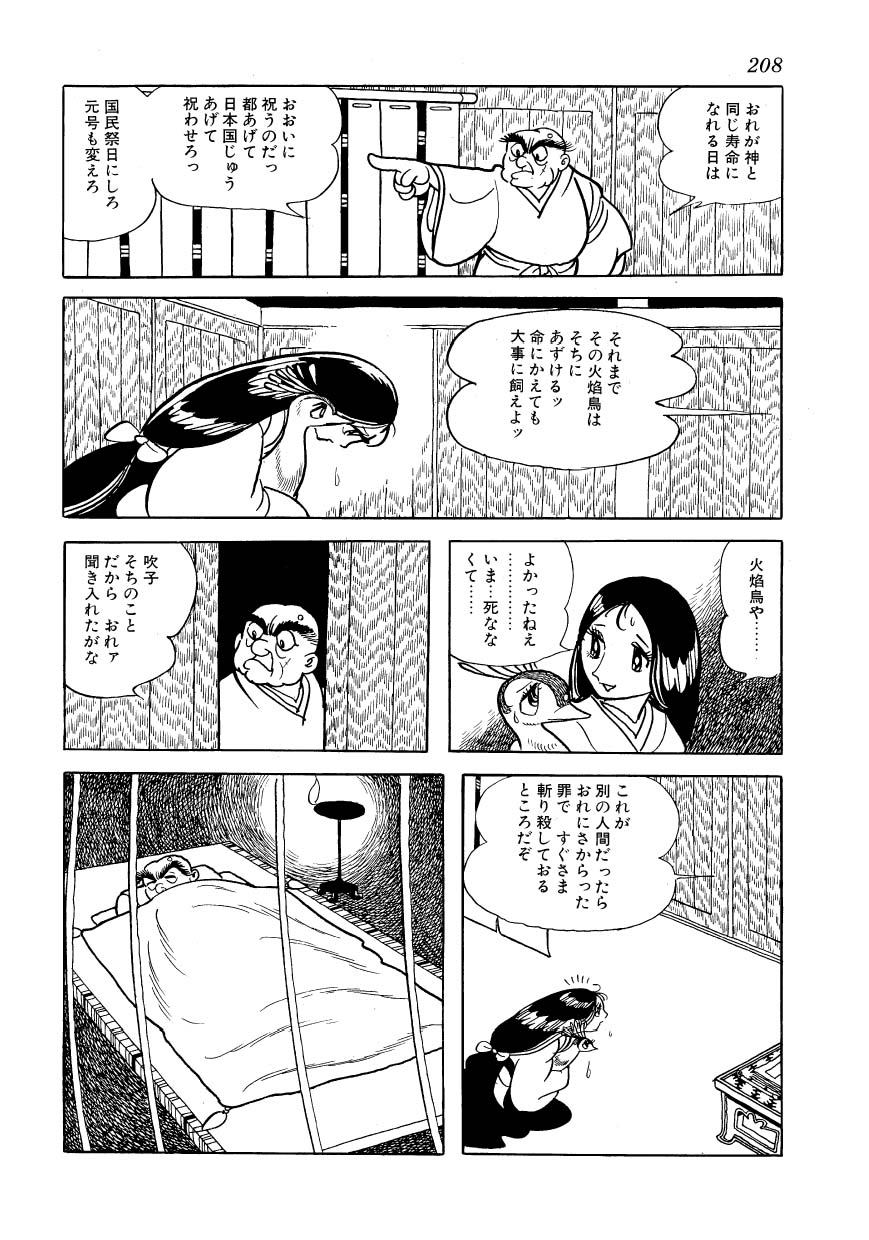 208
おれが神と
同じ寿命に
なれる日は
おおいに
祝うのだっ
都あげて
日本国じゅう
あげて
祝わせろっ
国民祭日にしろ
元号も変えろ
それまで
その火焔鳥は
そちに
あずけるッ
命にかえても
大事に飼えよッ
火焔鳥や………
よかったねえ
………………
いま…死なな
くて………
吹子
そちのこと
だから おれァ
聞き入れたがな
これが
別の人間だったら
おれにさからった
罪で すぐさま
斬り殺しておる
ところだぞ